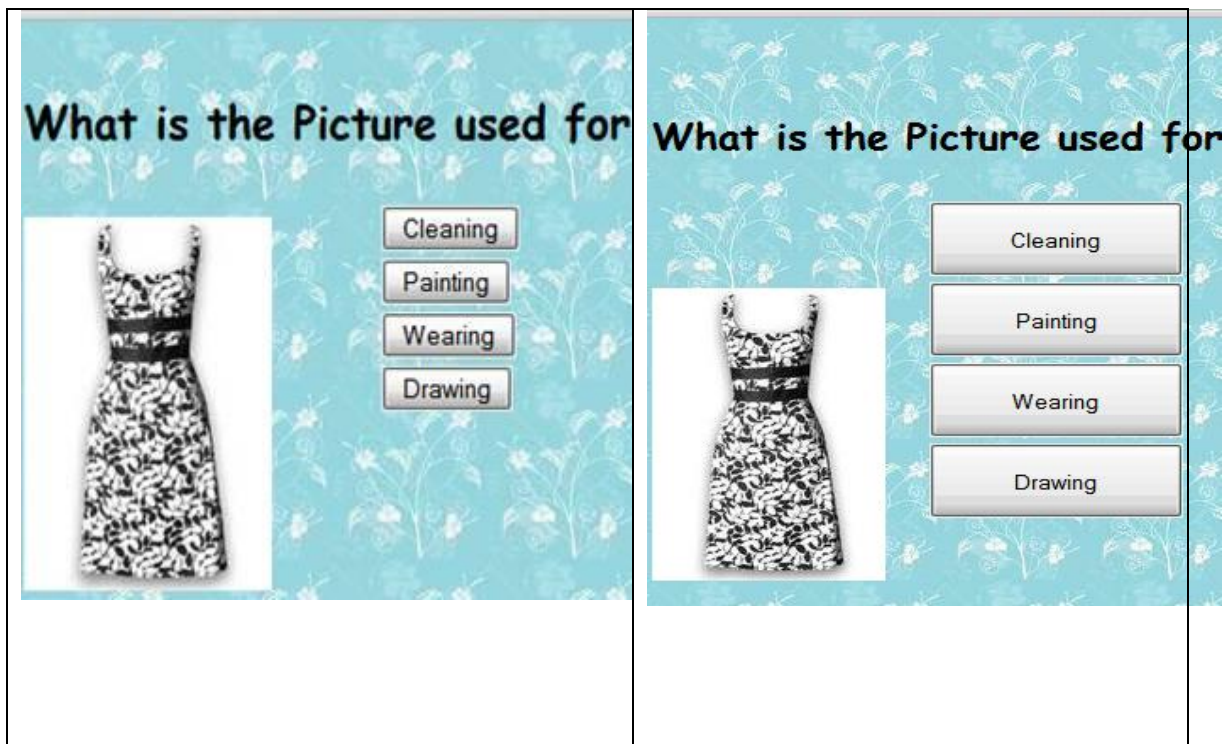 What is the Picture used for
Cleaning
Painting
Wearing
Drawing
What is the Picture used for
Cleaning
Painting
Wearing
Drawing